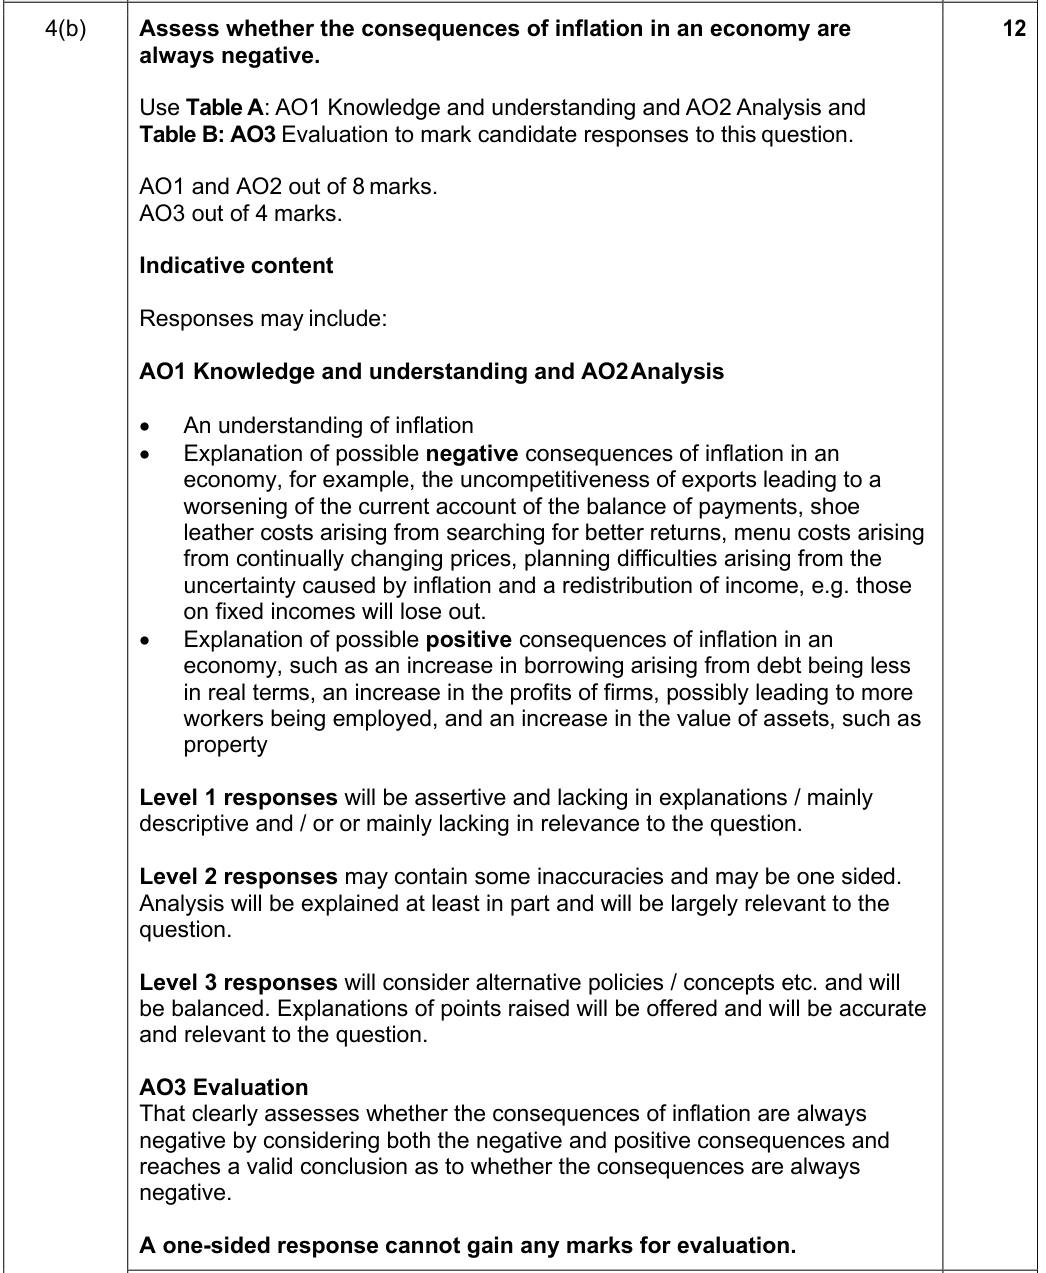 4(b)
Assess whether the consequences of inflation in an economy are
always negative.
12
Use Table A: AO1 Knowledge and understanding and AO2 Analysis and
Table B: AO3 Evaluation to mark candidate responses to this question.
AO1 and AO2 out of 8 marks.
AO3 out of 4 marks.
Indicative content
Responses may include:
AO1 Knowledge and understanding and AO2 Analysis
• An understanding of inflation
• Explanation of possible negative consequences of inflation in an
economy, for example, the uncompetitiveness of exports leading to a
worsening of the current account of the balance of payments, shoe
leather costs arising from searching for better returns, menu costs arising
from continually changing prices, planning difficulties arising from the
uncertainty caused by inflation and a redistribution of income, e.g. those
on fixed incomes will lose out.
• Explanation of possible positive consequences of inflation in an
economy, such as an increase in borrowing arising from debt being less
in real terms, an increase in the profits of firms, possibly leading to more
workers being employed, and an increase in the value of assets, such as
property
Level 1 responses will be assertive and lacking in explanations / mainly
descriptive and / or or mainly lacking in relevance to the question.
Level 2 responses may contain some inaccuracies and may be one sided.
Analysis will be explained at least in part and will be largely relevant to the
question.
Level 3 responses will consider alternative policies / concepts etc. and will
be balanced. Explanations of points raised will be offered and will be accurate
and relevant to the question.
AO3 Evaluation
That clearly assesses whether the consequences of inflation are always
negative by considering both the negative and positive consequences and
reaches a valid conclusion as to whether the consequences are always
negative.
A one-sided response cannot gain any marks for evaluation.